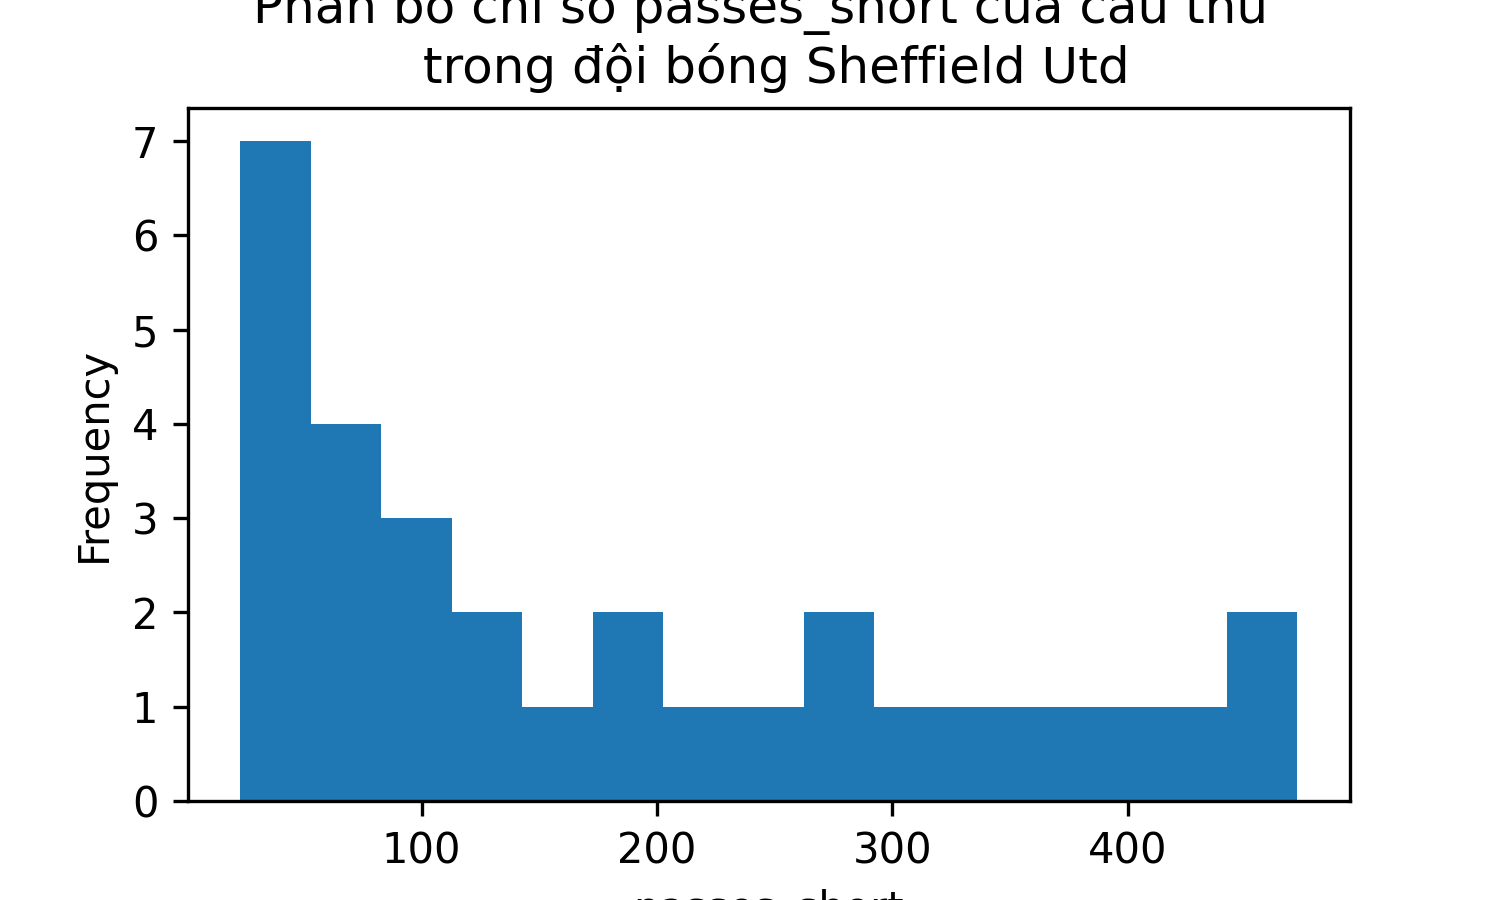 Phân bố chỉ số passes_short của cầu thủ
trong đội bóng Sheffield Utd
7
6
5
4
3
2
1
0
Frequency
100 200 300 400
passes_short